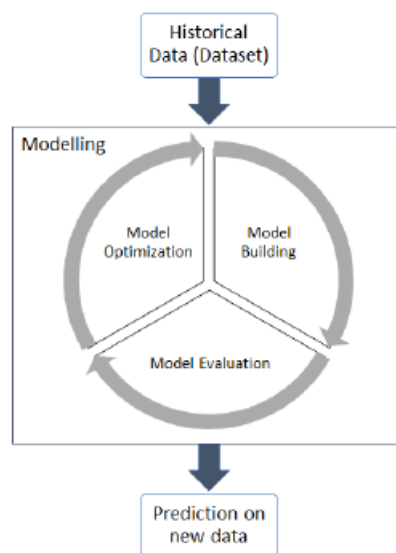 Historical
Data (Dataset)
Modelling
Model
Optimization
Model
Building
Model Evaluation
Prediction on
new data